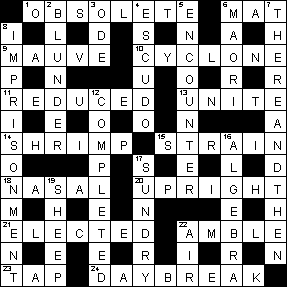 1 O 2 B S 3 O L 4 E T 5 E 6 M A 7 T
8 I L D S N A H
9 M A U V E 10 C Y C L O N E
P N U O R R
11 R E D U 12 C E D 13 U N I T E
I E O O N A
14 S H R I M P 15 S T R 16 A N D
O P 17 S E L T
18 N A 19 S A L 20 U P R I G H T
M H E N E H
21 E L E C T E D 22 A M B L E
N E E R I R N
23 T A P 24 D A Y B R E A K